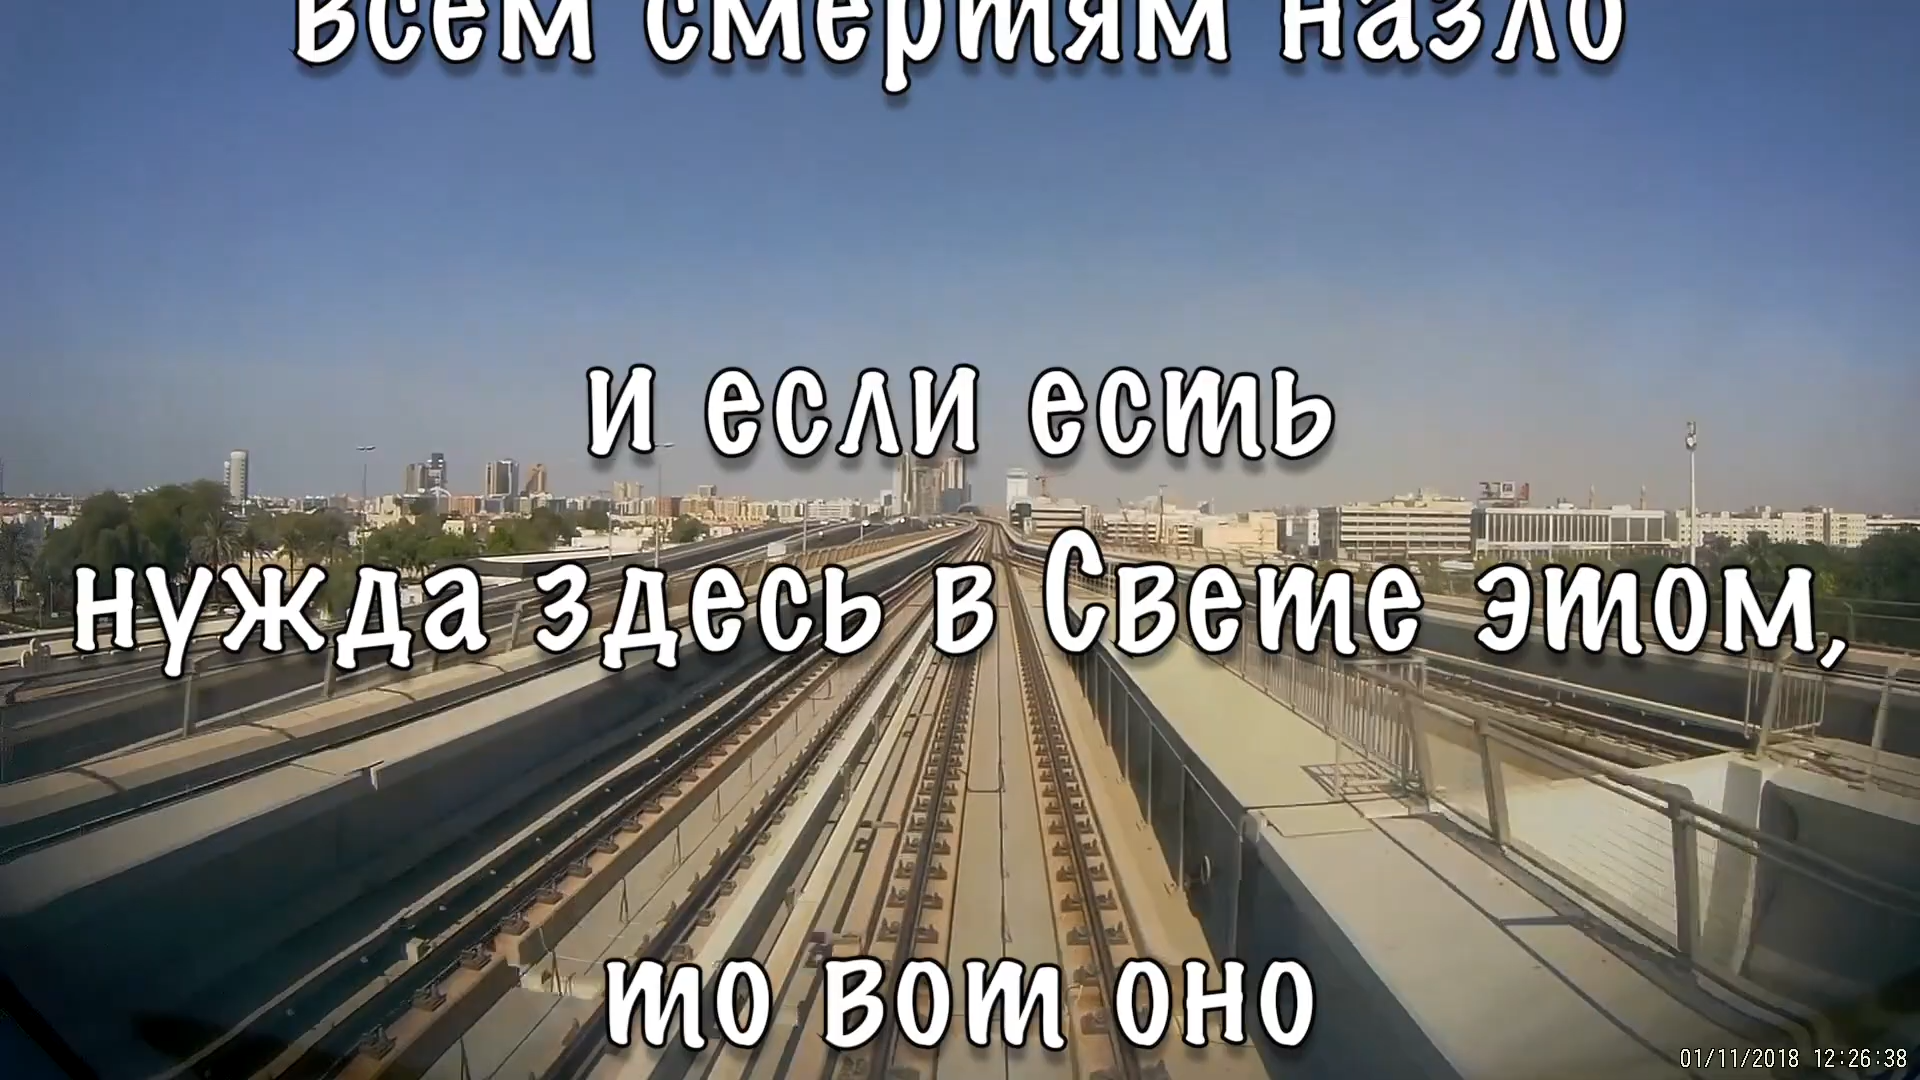 всем смертям назло
и если есть
нужда здесь в Свете этом,
то вот оно
01/11/2018 12:26:38